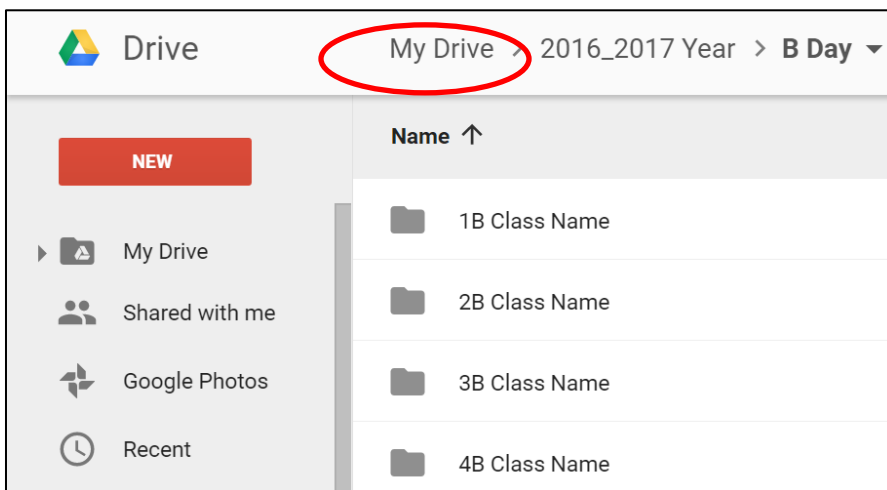 Drive
My Drive > 2016_2017 Year > B Day
Name
NEW
1B Class Name
My Drive
2B Class Name
Shared with me
3B Class Name
Google Photos
4B Class Name
Recent